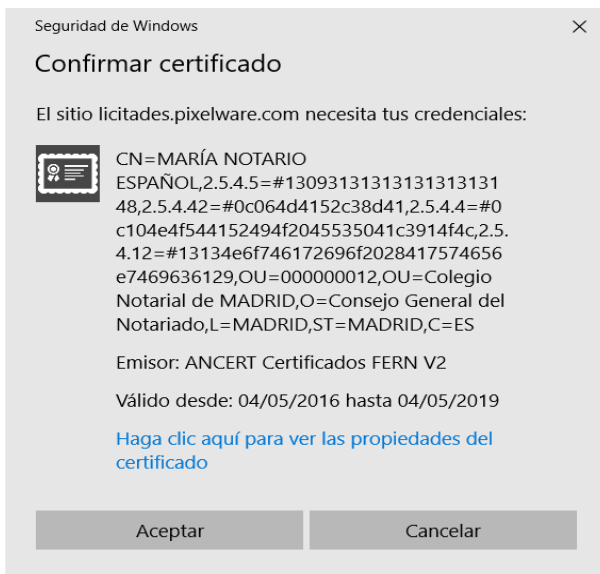 Seguridad de Windows
Confirmar certificado
El sitio licitades.pixelware.com necesita tus credenciales:
CN=MARÍA NOTARIO
ESPAÑOL,2.5.4.5=#13093131313131313131
48,2.5.4.42=#0c064d4152c38d41,2.5.4.4=#0
c104e4f544152494f2045535041c3914f4c,2.5.
4.12=#13134e6f746172696f2028417574656
e7469636129,OU=000000012,OU=Colegio
Notarial de MADRID,O=Consejo General del
Notariado,L=MADRID,ST=MADRID,C=ES
Emisor: ANCERT Certificados FERN V2
Válido desde: 04/05/2016 hasta 04/05/2019
Haga clic aquí para ver las propiedades del
certificado
Aceptar
Cancelar